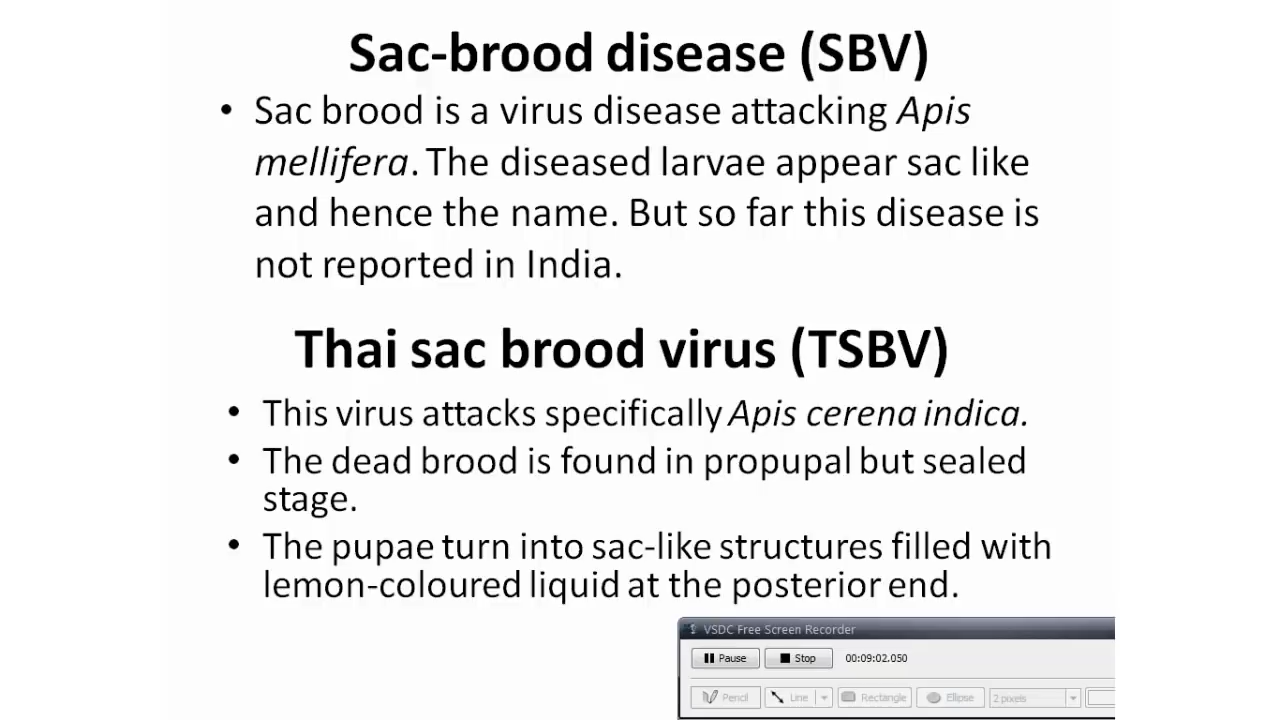 Sac-brood disease (SBV)
• Sac brood is a virus disease attacking Apis
mellifera. The diseased larvae appear sac like
and hence the name. But so far this disease is
not reported in India.
Thai sac brood virus (TSBV)
• This virus attacks specifically Apis cerena indica.
• The dead brood is found in propupal but sealed
stage.
• The pupae turn into sac-like structures filled with
lemon-coloured liquid at the posterior end.
VSDC Free Screen Recorder
Pause Stop 00:09:02.050
Pencil Line Rectangle Ellipse 2 pixels